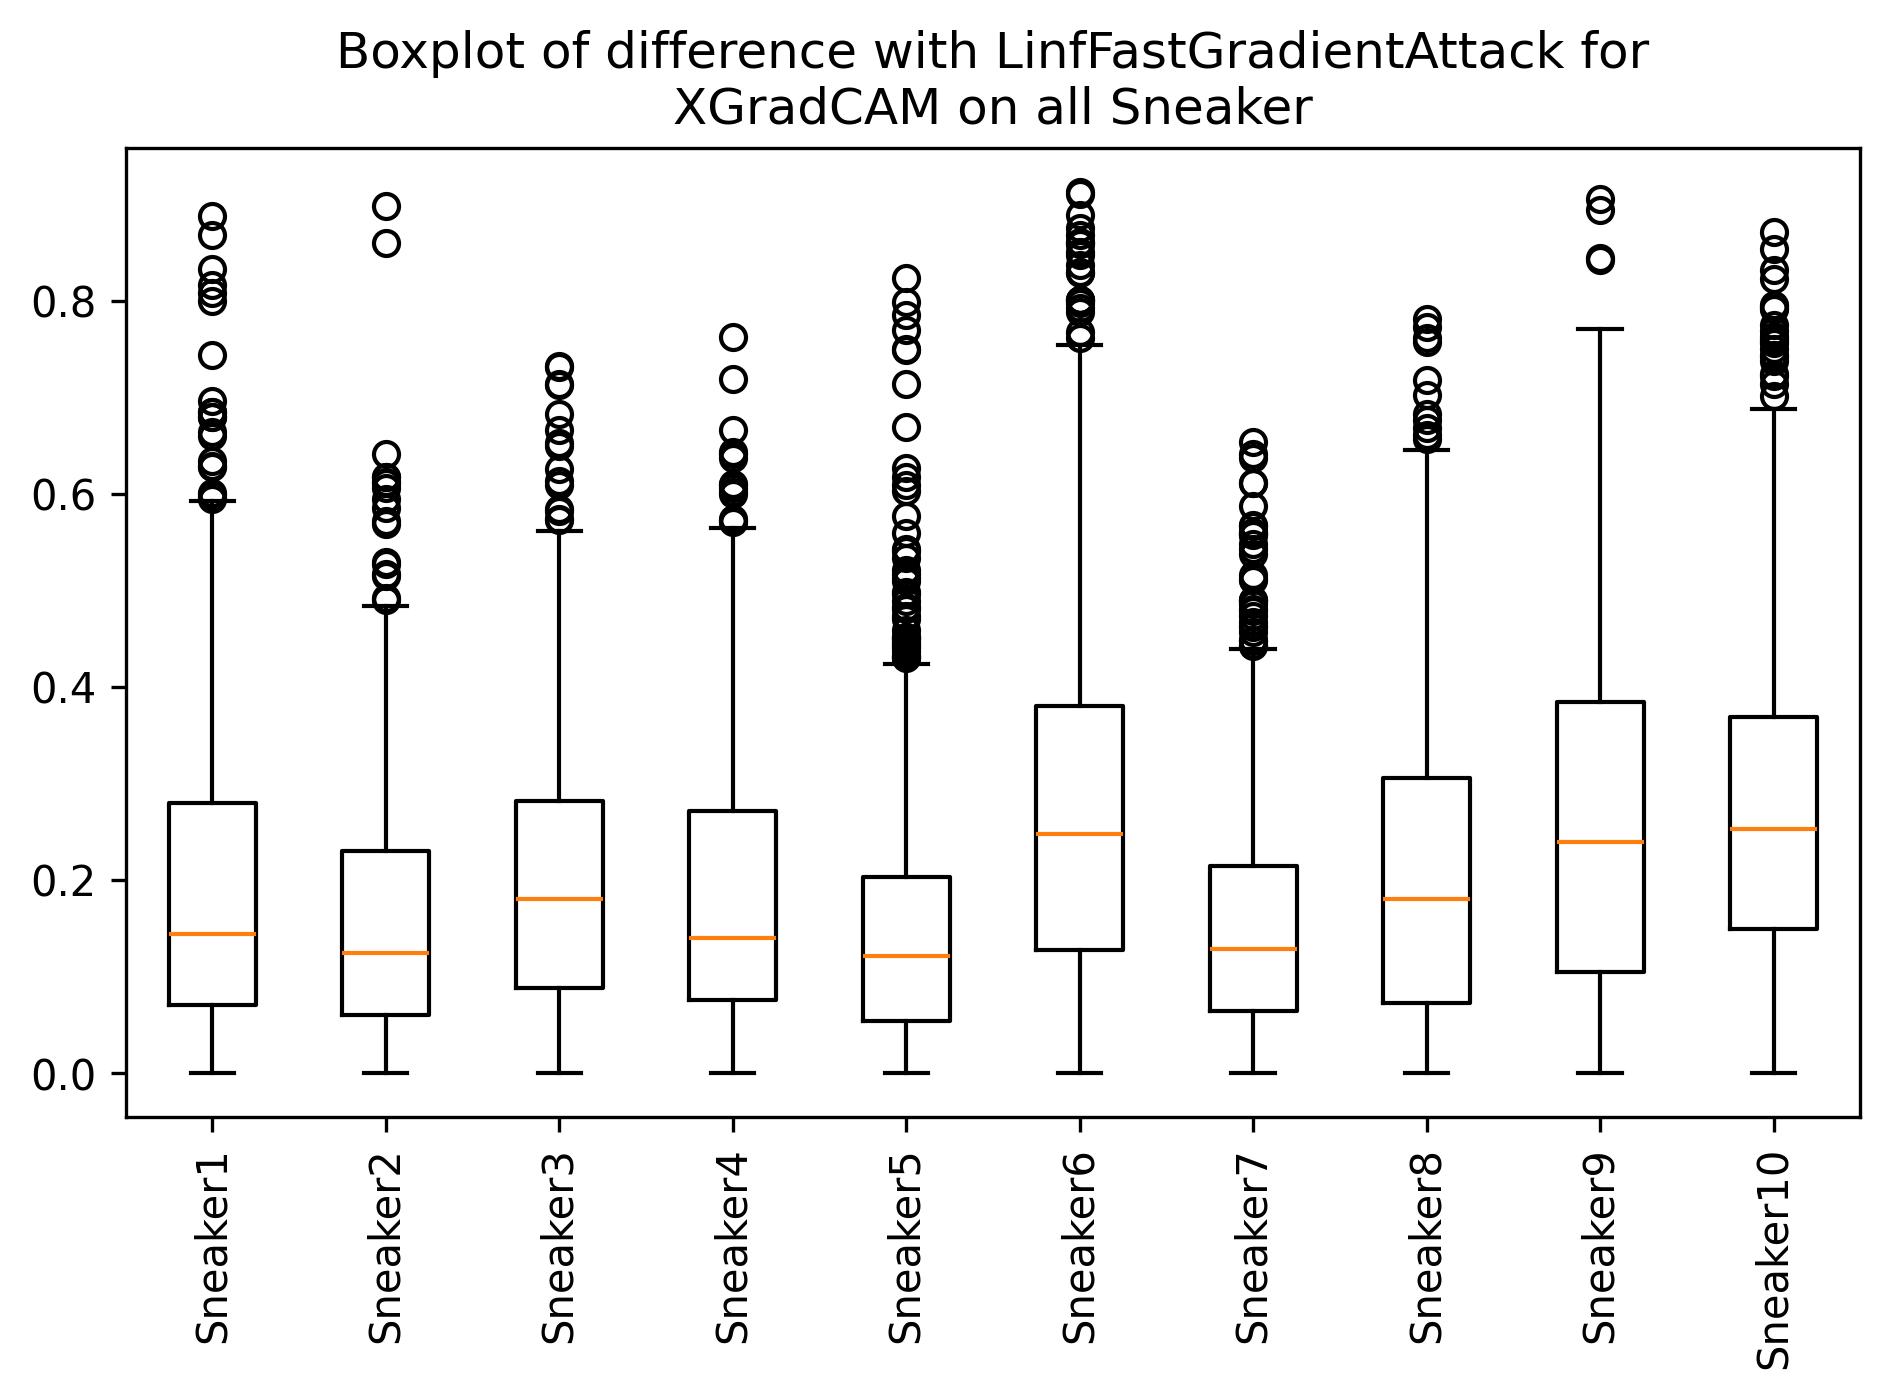 Boxplot of difference with LinfFastGradientAttack for
XGradCAM on all Sneaker
0.8
0.6
0.4
0.2
0.0
Sneaker1
Sneaker2
Sneaker3
Sneaker4
Sneaker5
Sneaker6
Sneaker7
Sneaker8
Sneaker9
Sneaker10